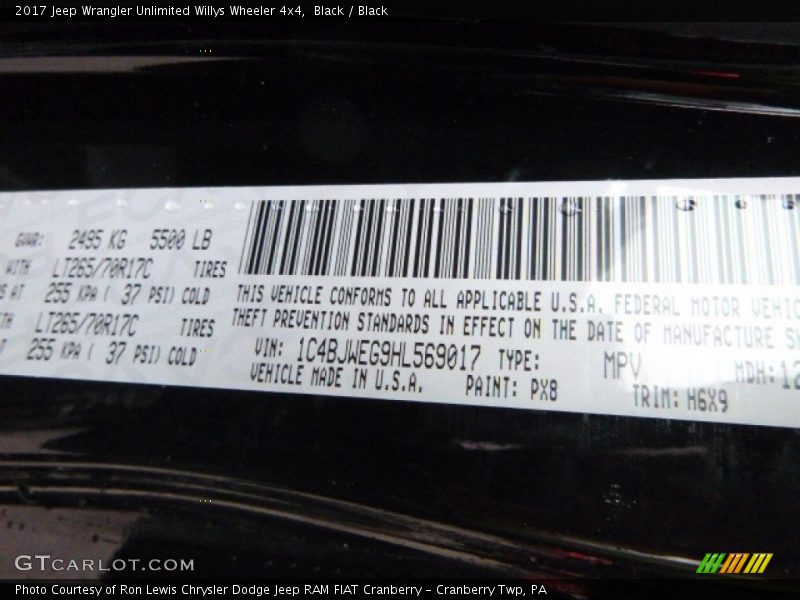 2017 Jeep Wrangler Unlimited Willys Wheeler 4x4, Black / Black
GWR: 2495 KG 5500 LB
WITH LT265/70R17C TIRES
AT 255 KPA ( 37 PSI) COLD
LT265/70R17C TIRES
255 KPA ( 37 PSI) COLD
THIS VEHICLE CONFORMS TO ALL APPLICABLE U.S.A. FEDERAL MOTOR
THEFT PREVENTION STANDARDS IN EFFECT ON THE DATE OF MANUFACTURE
VIN: 1C4BJWEG9HL569017 TYPE: MPV MDH: 12
VEHICLE MADE IN U.S.A. PAINT: PX8 TRIM: H6X9
GTCARLOT.COM
Photo Courtesy of Ron Lewis Chrysler Dodge Jeep RAM FIAT Cranberry – Cranberry Twp, PA